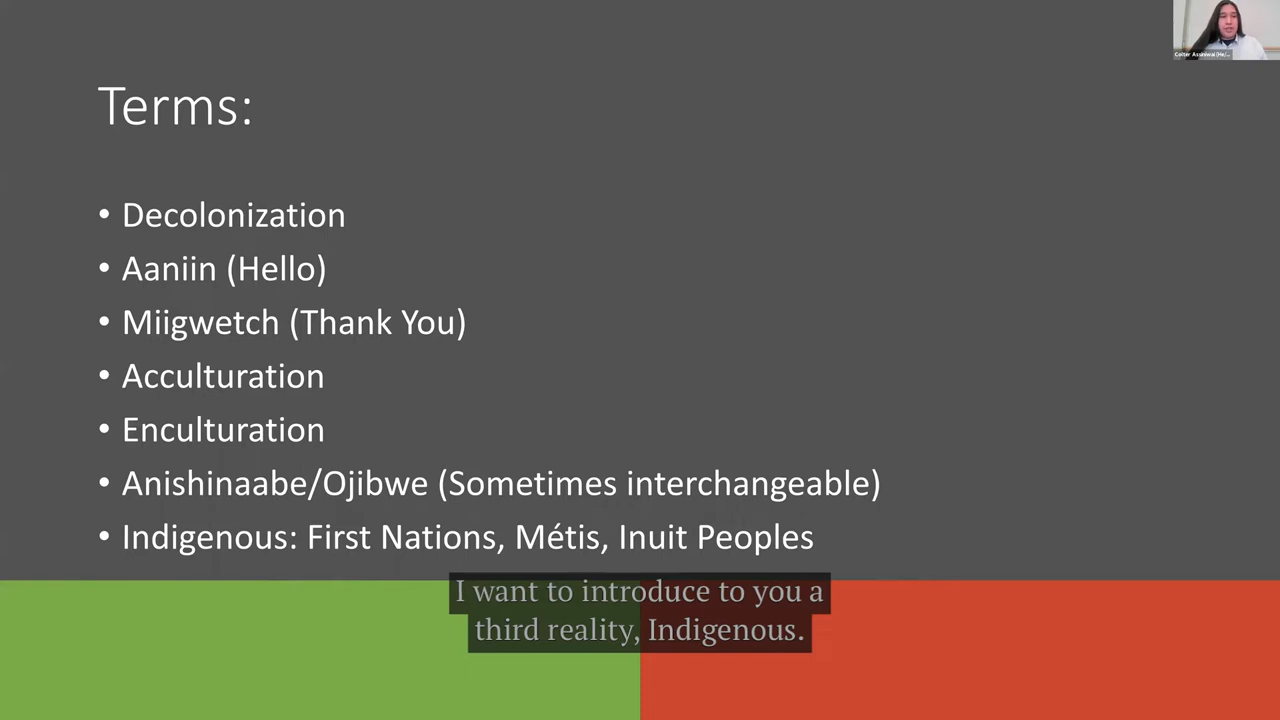 Terms:
• Decolonization
• Aaniin (Hello)
• Miigwetch (Thank You)
• Acculturation
• Enculturation
• Anishinaabe/Ojibwe (Sometimes interchangeable)
• Indigenous: First Nations, Métis, Inuit Peoples
I want to introduce to you a
third reality, Indigenous.